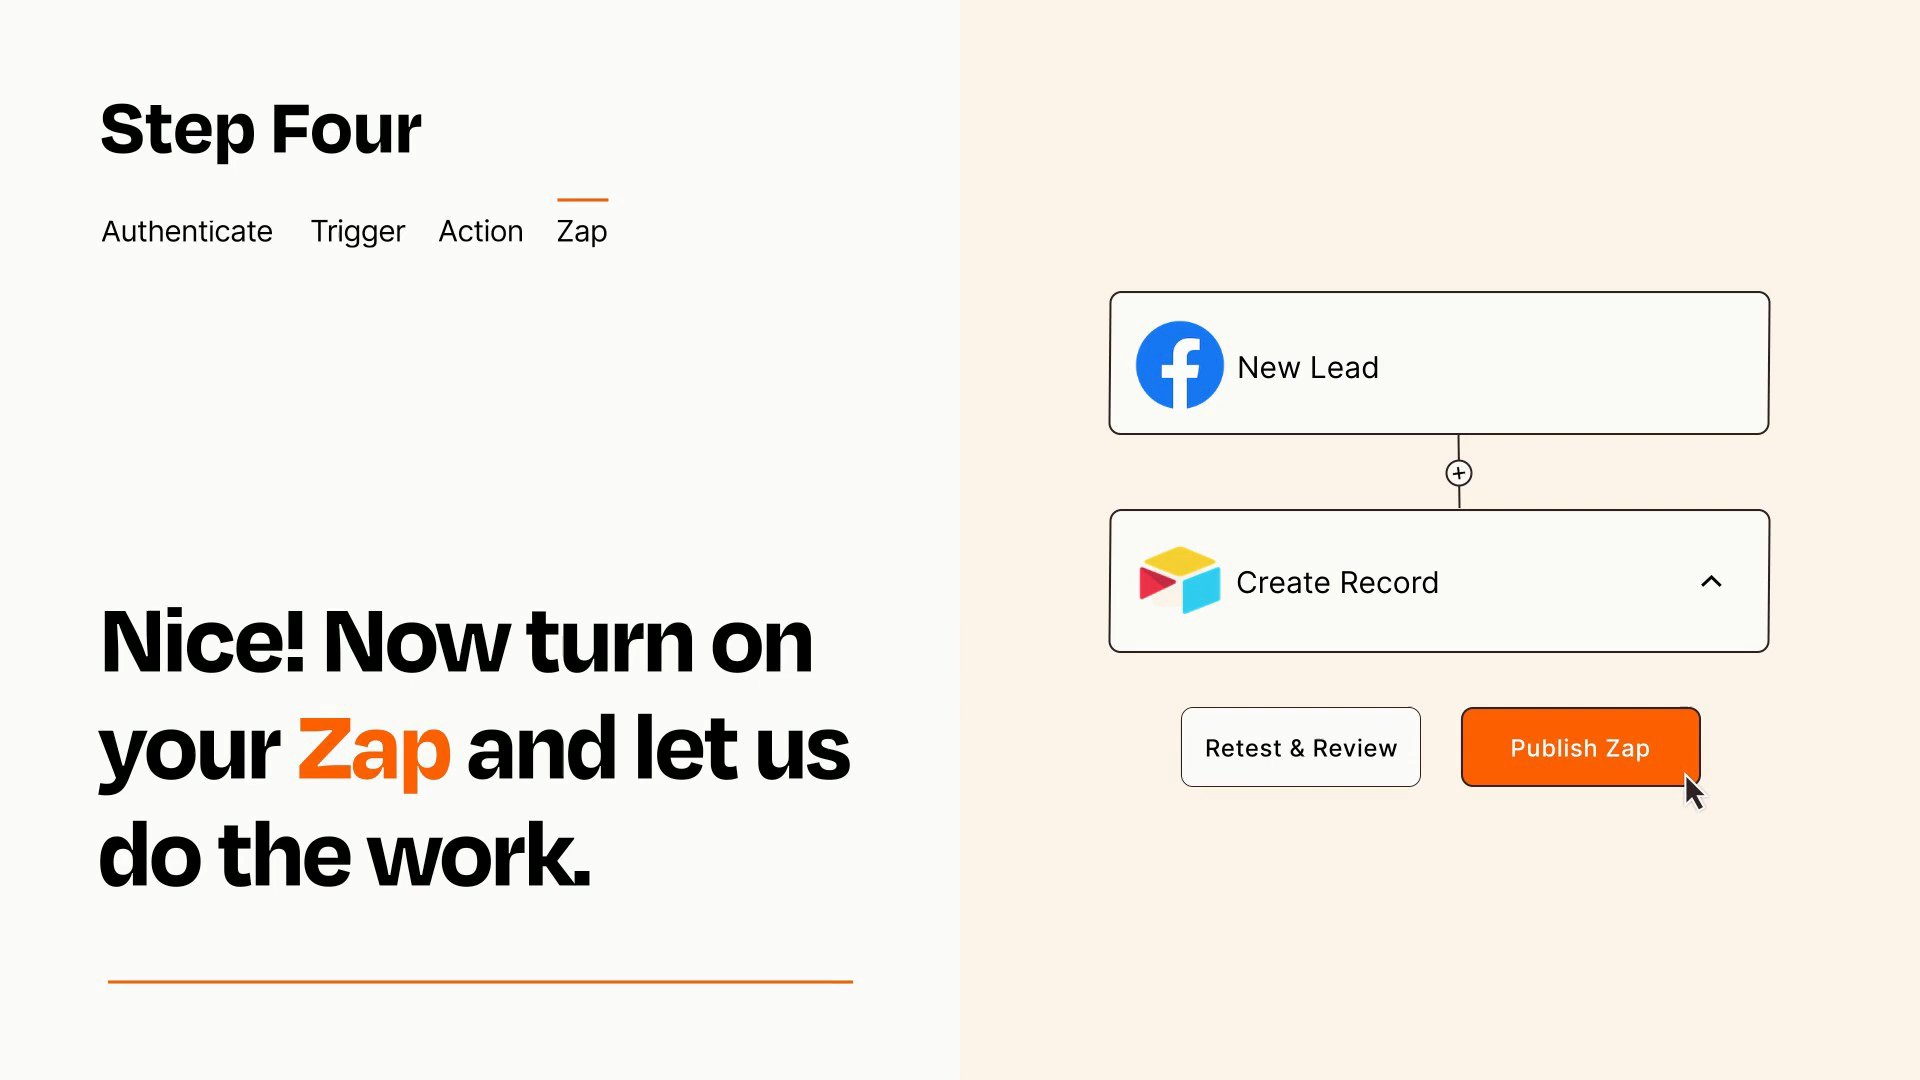 Step Four
Authenticate Trigger Action Zap
Nice! Now turn on
your Zap and let us
do the work.
New Lead
Create Record
Retest & Review
Publish Zap